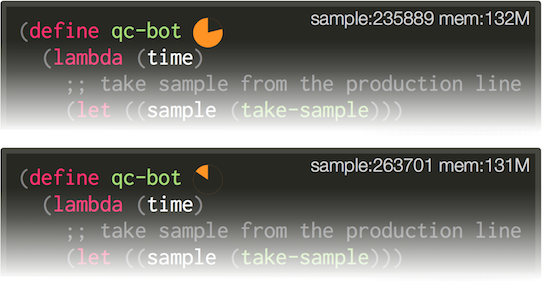 sample:235889 mem:132M
(define qc-bot
(lambda (time)
;; take sample from the production line
(let ((sample (take-sample)))
sample:263701 mem:131M
(define qc-bot
(lambda (time)
;; take sample from the production line
(let ((sample (take-sample)))